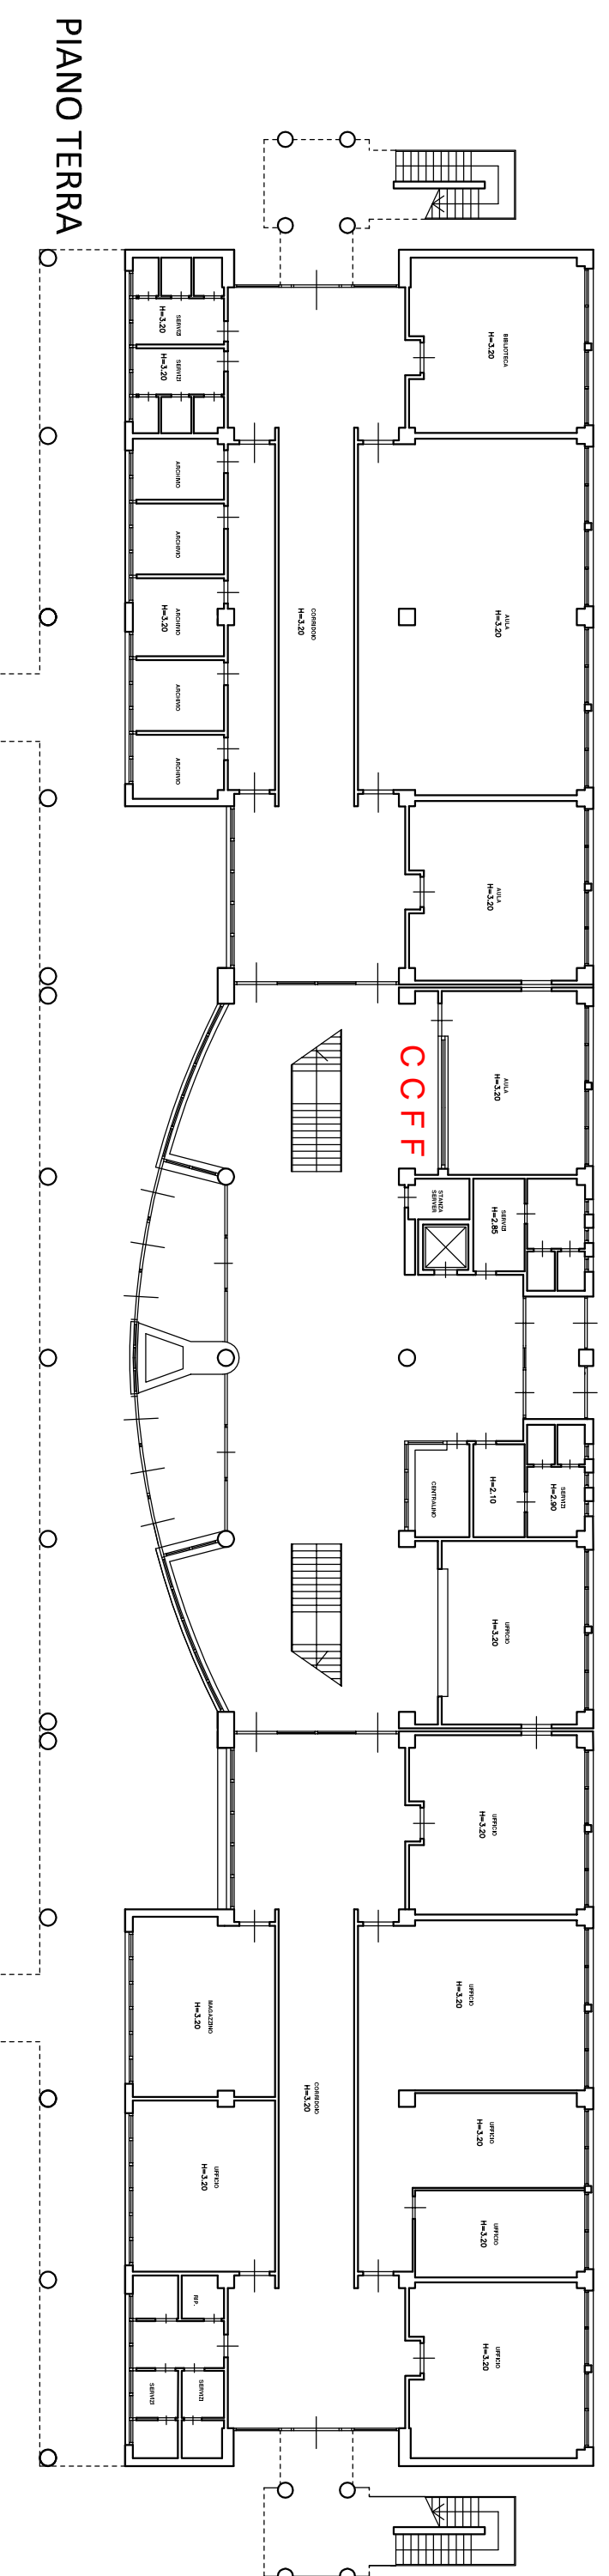 PIANO TERRA
BIBLIOTECA
H=3.20
SERVIZI
H=3.20
SERVIZI
H=3.20
AULA
H=3.20
CORRIDOIO
H=3.20
ARCHIVIO
ARCHIVIO
ARCHIVIO
H=3.20
ARCHIVIO
ARCHIVIO
AULA
H=3.20
AULA
H=3.20
CCFF
STANZA
SERVER
SERVIZI
H=2.85
CENTRALINO
H=2.10
SERVIZI
H=2.90
UFFICIO
H=3.20
UFFICIO
H=3.20
UFFICIO
H=3.20
MAGAZZINO
H=3.20
CORRIDOIO
H=3.20
UFFICIO
H=3.20
UFFICIO
H=3.20
UFFICIO
H=3.20
UFFICIO
H=3.20
RIP.
SERVIZI
SERVIZI